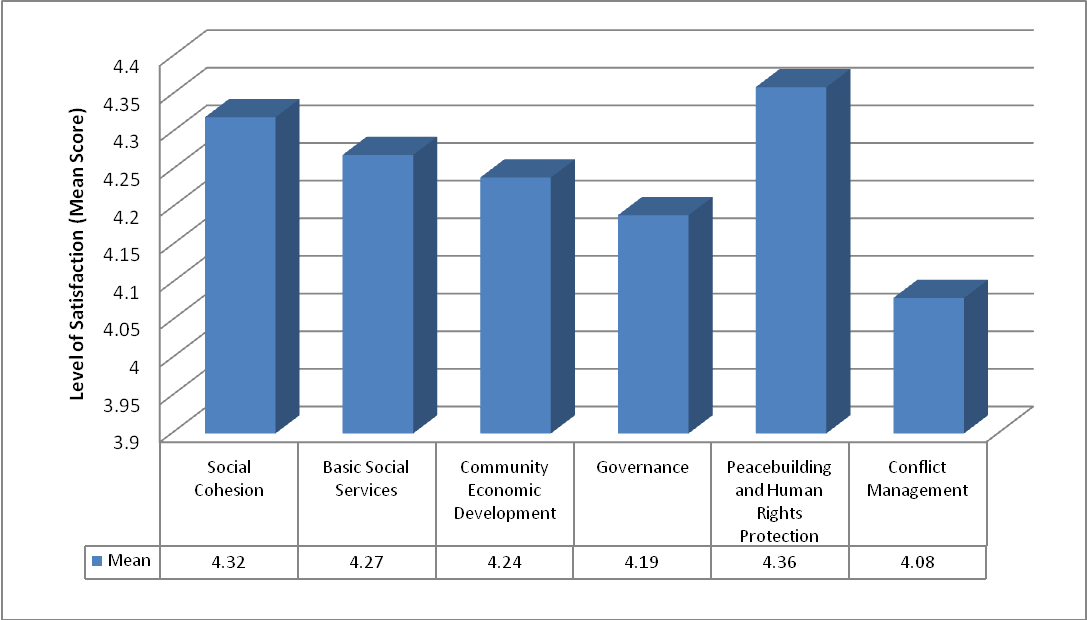 Level of Satisfaction (Mean Score)
4.4
4.35
4.3
4.25
4.2
4.15
4.1
4.05
4
3.95
3.9
Social
Cohesion
Basic Social
Services
Community
Economic
Development
Governance
Peacebuilding
and Human
Rights
Protection
Conflict
Management
Mean 4.32 4.27 4.24 4.19 4.36 4.08